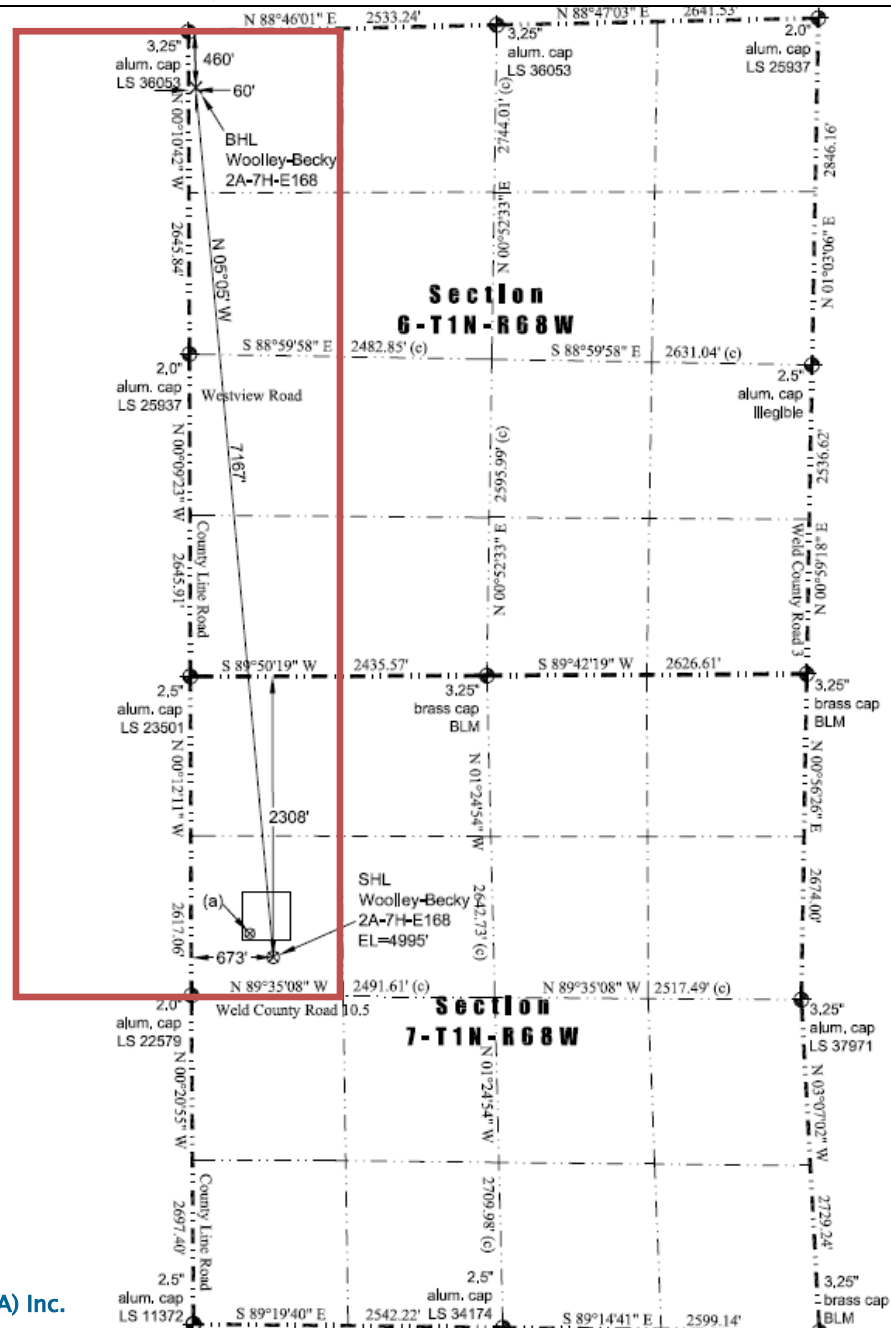 N 88°46'01" E 2533.24'
N 88°47'03" E 2641.53'
3.25"
alum. cap
LS 36053
460'
60'
3.25"
alum. cap
LS 36053
2.0"
alum. cap
LS 25937
BHL
Woolley-Becky
2A-7H-E168
N 00°10'42" W
2645.84'
N 05°05' W
7167'
N 00°52'33" E
2744.01' (c)
2846.16'
N 01°03'06" E
Section
6-T1N-R68W
S 88°59'58" E 2482.85' (c)
S 88°59'58" E 2631.04' (c)
2.0"
alum. cap
LS 25937
Westview Road
2.5"
alum. cap
Illegible
N 00°09'23" W
2645.91'
County Line Road
2595.99' (c)
N 00°52'33" E
2536.62'
N 00°59'18" E
Weld County Road 3
S 89°50'19" W 2435.57'
S 89°42'19" W 2626.61'
2.5"
alum. cap
LS 23501
3.25"
brass cap
BLM
3.25"
brass cap
BLM
N 00°12'11" W
2617.06'
2308'
N 01°24'54" W
2642.73' (c)
N 00°56'26" E
2674.00'
(a)
673'
SHL
Woolley-Becky
2A-7H-E168
EL=4995'
N 89°35'08" W 2491.61' (c)
N 89°35'08" W 2517.49' (c)
2.0"
alum. cap
LS 22579
Weld County Road 10.5
Section
7-T1N-R68W
3.25"
alum. cap
LS 37971
N 00°20'55" W
2697.40'
County Line Road
N 01°24'54" W
2709.98' (c)
N 03°07'02" W
2729.24'
2.5"
alum. cap
LS 11372
2.5"
alum. cap
LS 34174
3.25"
brass cap
BLM
S 89°19'40" E 2542.22'
S 89°14'41" E 2599.14'
A) Inc.